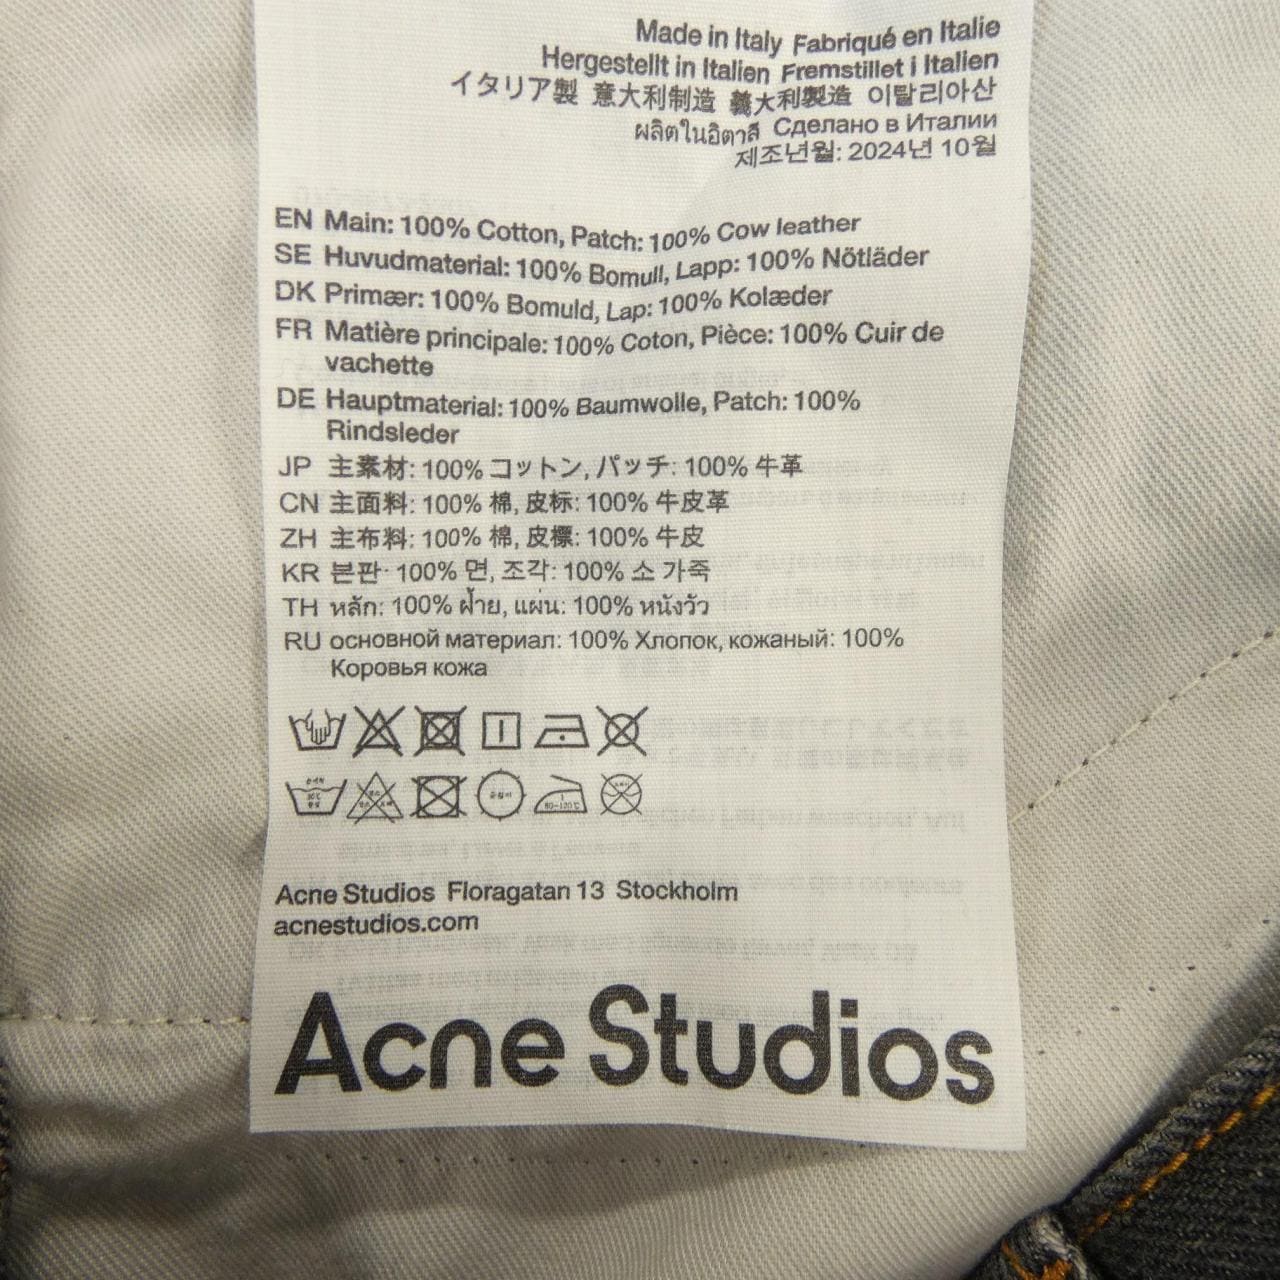 Made in Italy Fabriqué en Italie
Hergestellt in Italien Fremstillet i Italien
イタリア製 意大利制造 義大利製造 이탈리아산
ผลิตในอิตาลี Сделано в Италии
제조년월: 2024년 10월
EN Main: 100% Cotton, Patch: 100% Cow leather
SE Huvudmaterial: 100% Bomull, Lapp: 100% Nötläder
DK Primær: 100% Bomuld, Lap: 100% Kolæder
FR Matière principale: 100% Coton, Pièce: 100% Cuir de
vachette
DE Hauptmaterial: 100% Baumwolle, Patch: 100%
Rindsleder
JP 主素材: 100% コットン, パッチ: 100% 牛革
CN 主面料: 100% 棉, 皮标: 100% 牛皮革
ZH 主布料: 100% 棉, 皮標: 100% 牛皮
KR 본판: 100% 면, 조각: 100% 소 가죽
TH หลัก: 100% ฝ้าย, แผ่น: 100% หนังวัว
RU основной материал: 100% Хлопок, кожаный: 100%
Коровья кожа
80-120℃
Acne Studios Floragatan 13 Stockholm
acnestudios.com
Acne Studios